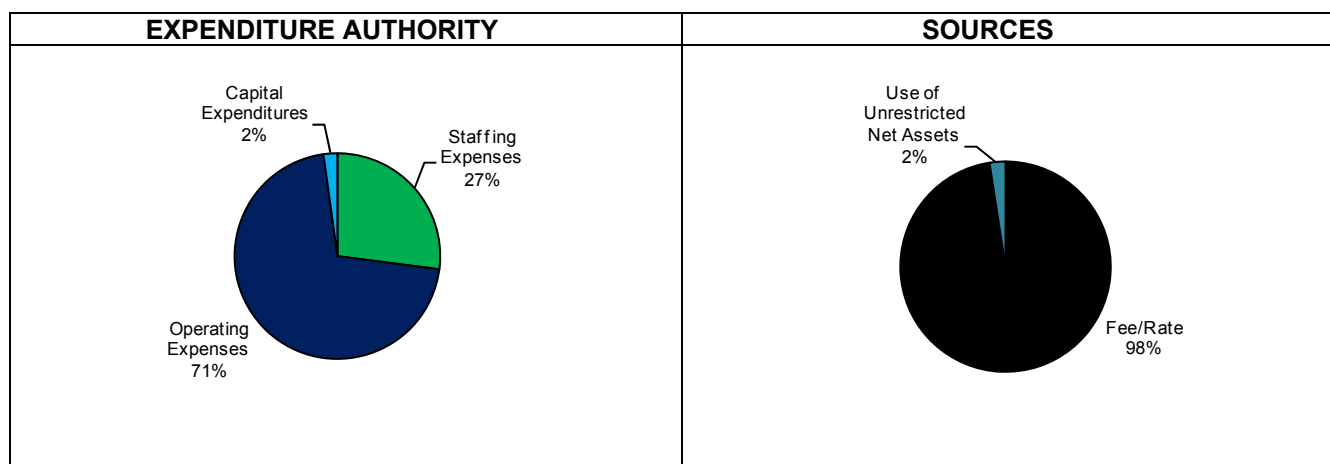 EXPENDITURE AUTHORITY
Capital
Expenditures
2%
Staffing
Expenses
27%
Operating
Expenses
71%
SOURCES
Use of
Unrestricted
Net Assets
2%
Fee/Rate
98%